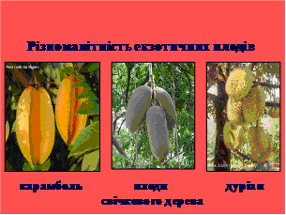 Різноманітність екзотичних плодів
карамболь
плоди
свічкового дерева
дуріан